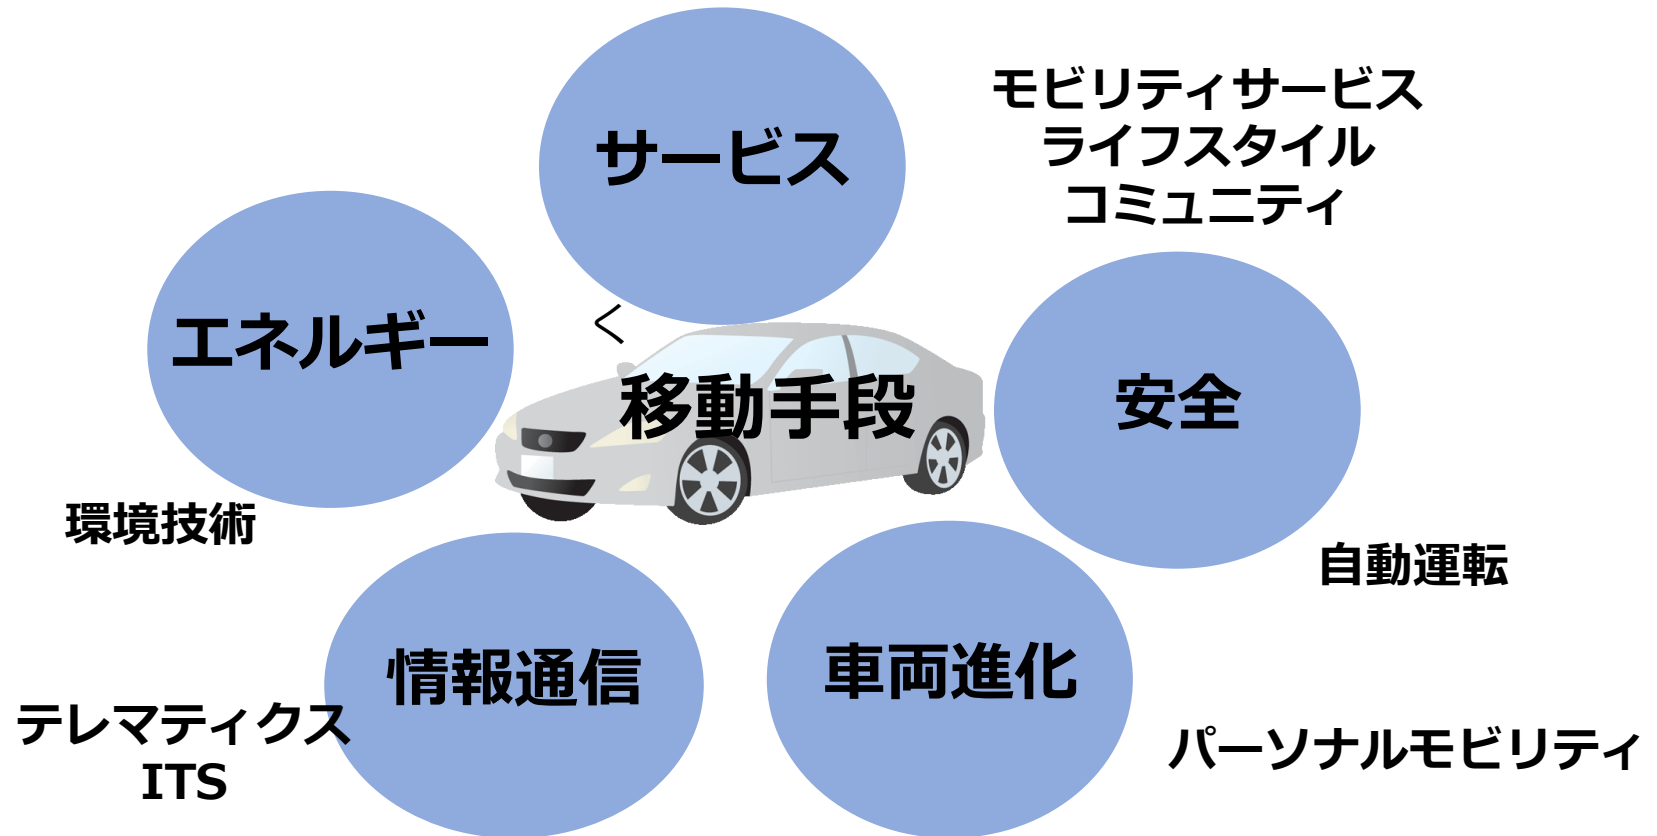 サービス
モビリティサービス
ライフスタイル
コミュニティ
エネルギー
く
移動手段
安全
環境技術
自動運転
情報通信
車両進化
テレマティクス
ITS
パーソナルモビリティ